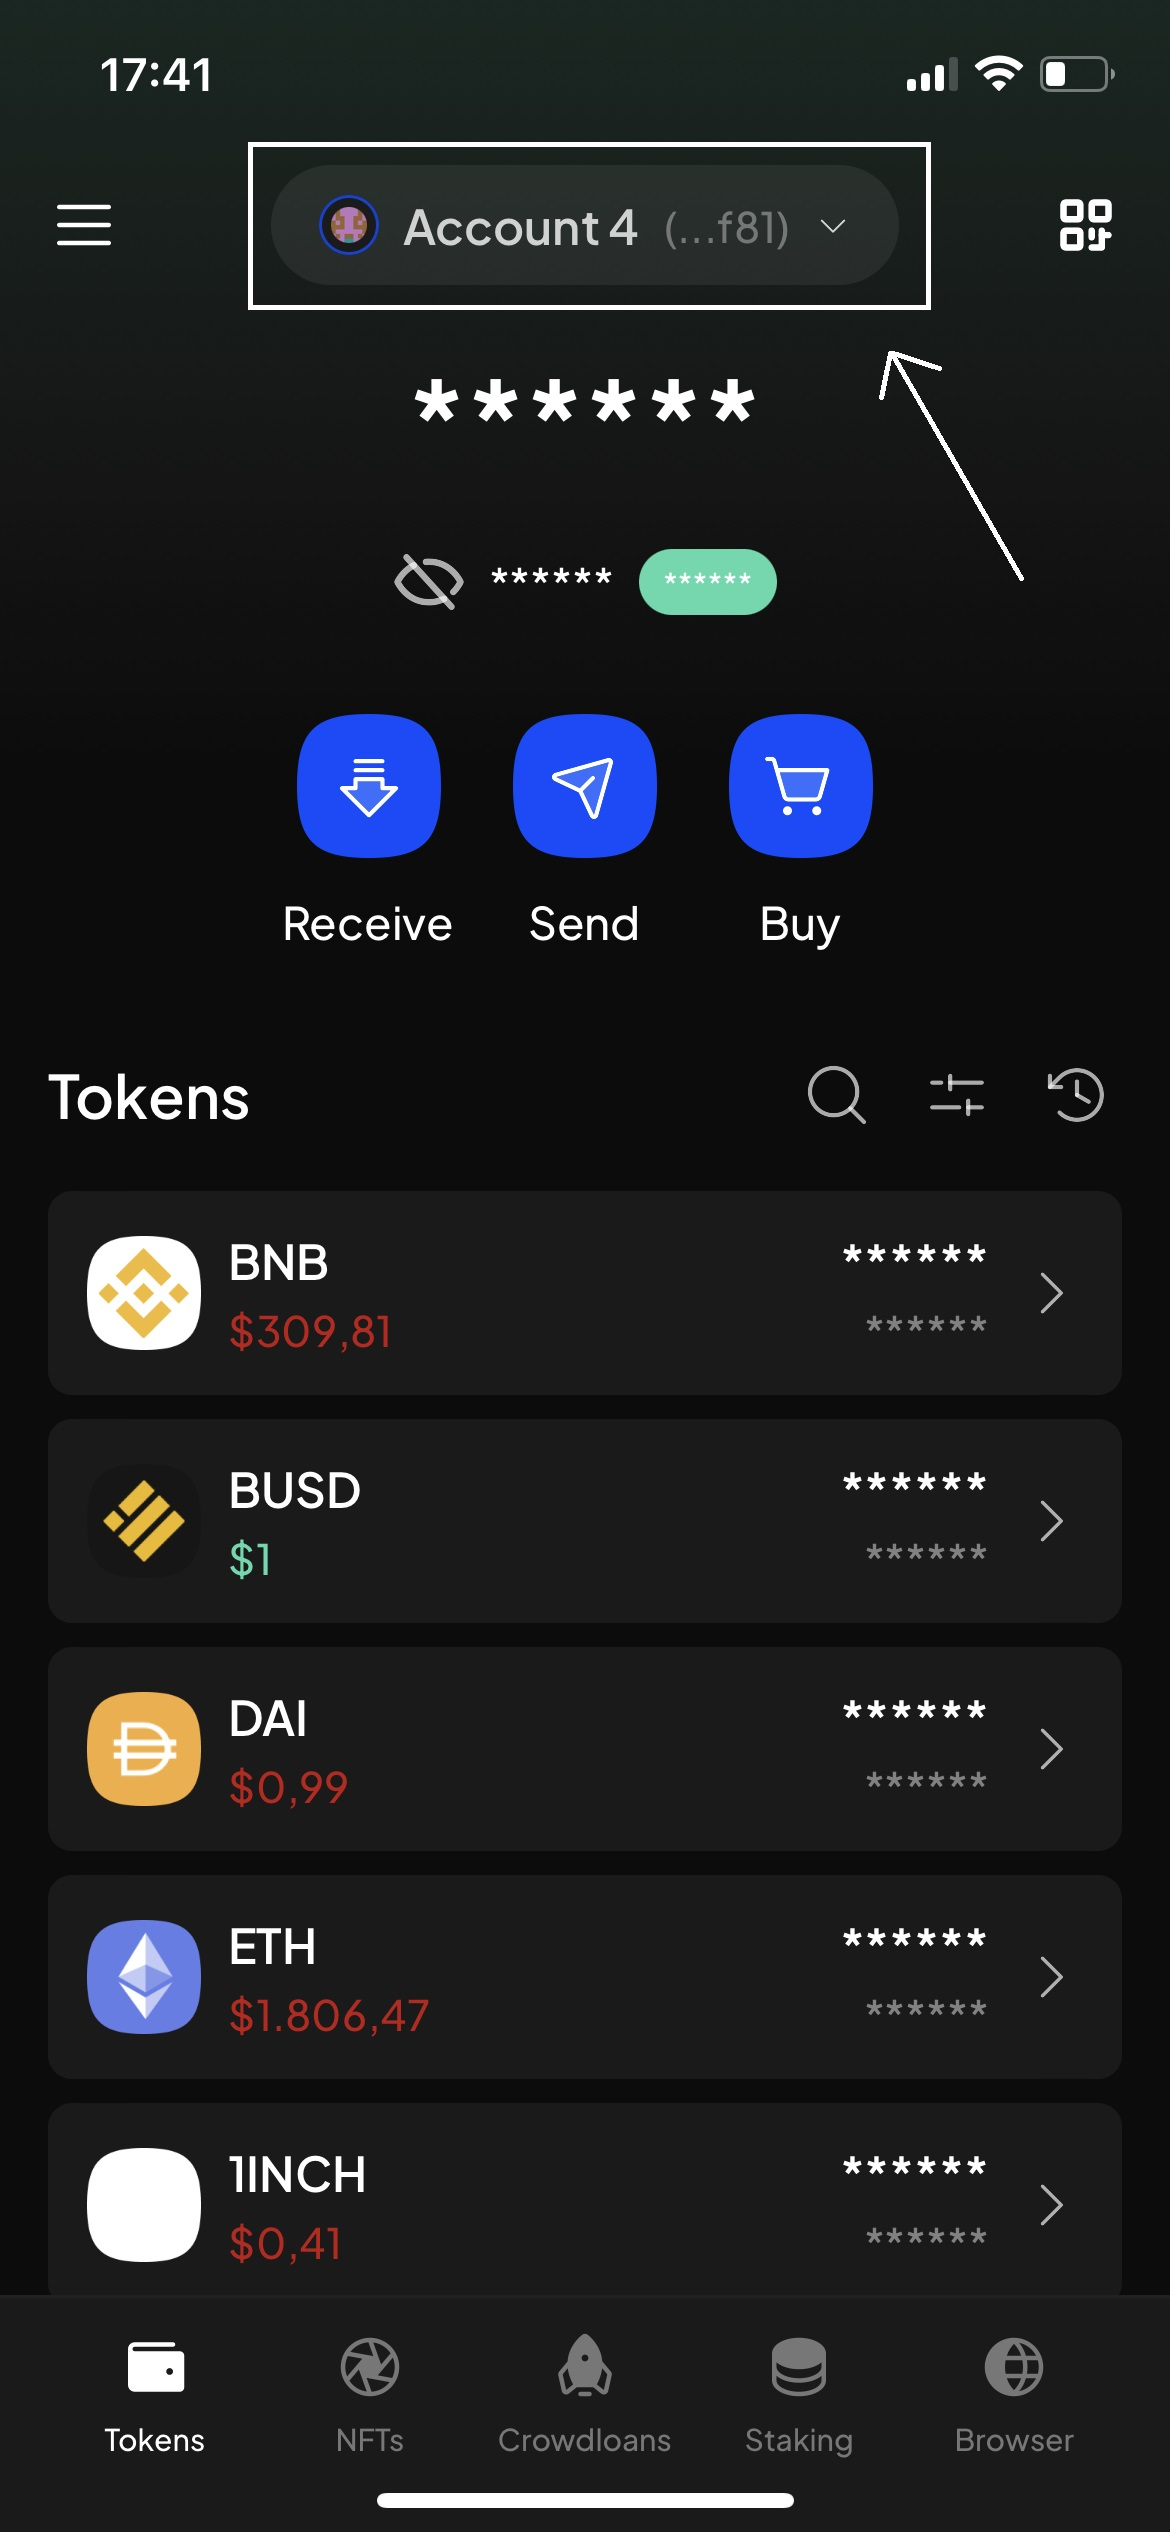 17:41
Account 4 (...f81)
******
****** ******
Receive Send Buy
Tokens
BNB ******
$309,81 ******
BUSD ******
$1 ******
DAI ******
$0,99 ******
ETH ******
$1.806,47 ******
1INCH ******
$0,41 ******
Tokens NFTs Crowdloans Staking Browser